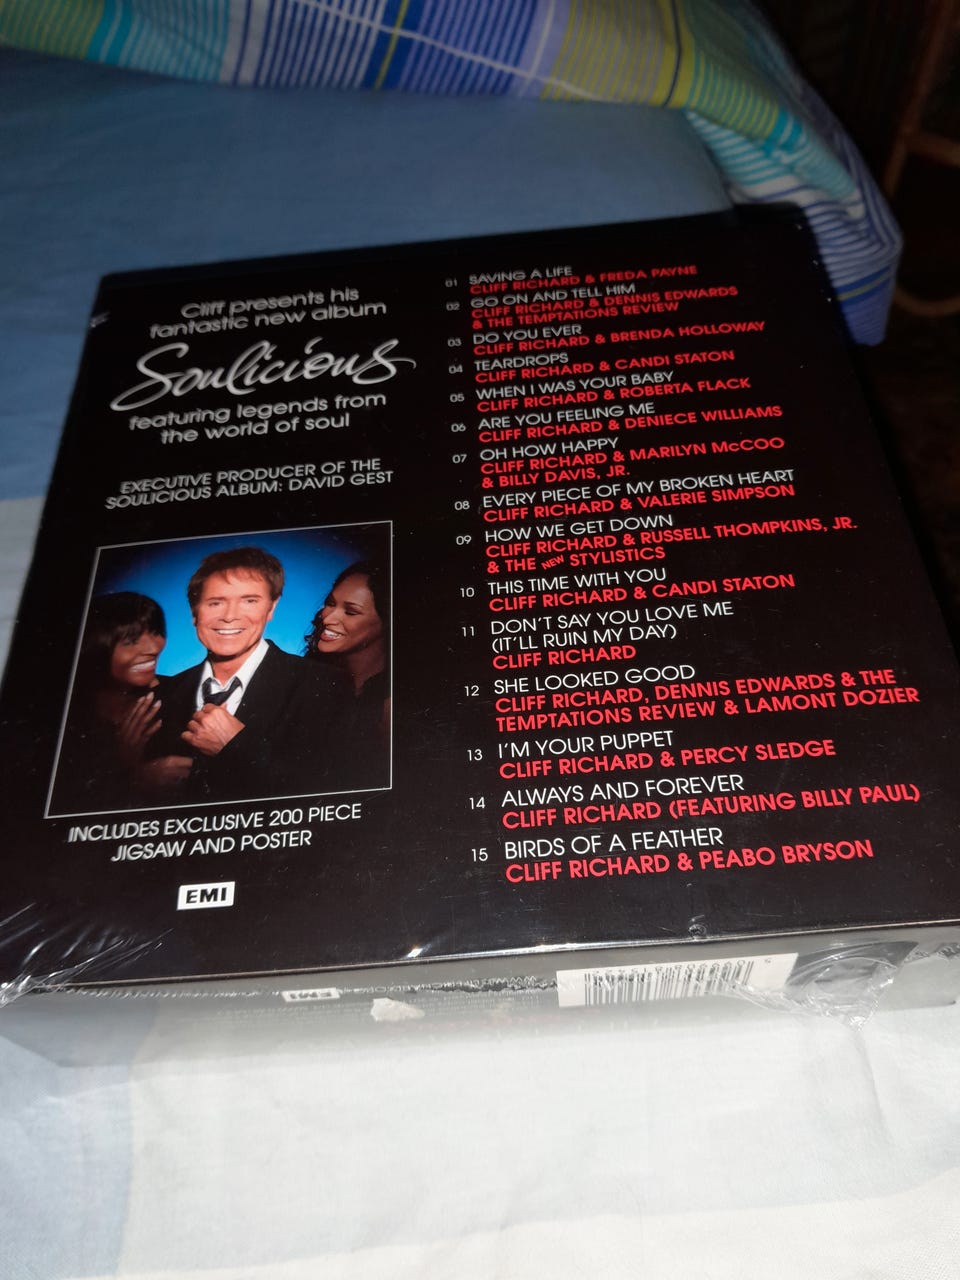 Cliff presents his
fantastic new album
Soulicious
featuring legends from
the world of soul
EXECUTIVE PRODUCER OF THE
SOULICIOUS ALBUM: DAVID GEST
INCLUDES EXCLUSIVE 200 PIECE
JIGSAW AND POSTER
EMI
01 SAVING A LIFE
CLIFF RICHARD & FREDA PAYNE
02 GO ON AND TELL HIM
CLIFF RICHARD & DENNIS EDWARDS
& THE TEMPTATIONS REVIEW
03 DO YOU EVER
CLIFF RICHARD & BRENDA HOLLOWAY
04 TEARDROPS
CLIFF RICHARD & CANDI STATON
05 WHEN I WAS YOUR BABY
CLIFF RICHARD & ROBERTA FLACK
06 ARE YOU FEELING ME
CLIFF RICHARD & DENIECE WILLIAMS
07 OH HOW HAPPY
CLIFF RICHARD & MARILYN McCOO
& BILLY DAVIS, JR.
08 EVERY PIECE OF MY BROKEN HEART
CLIFF RICHARD & VALERIE SIMPSON
09 HOW WE GET DOWN
CLIFF RICHARD & RUSSELL THOMPKINS, JR.
& THE NEW STYLISTICS
10 THIS TIME WITH YOU
CLIFF RICHARD & CANDI STATON
11 DON'T SAY YOU LOVE ME
(IT'LL RUIN MY DAY)
CLIFF RICHARD
12 SHE LOOKED GOOD
CLIFF RICHARD, DENNIS EDWARDS & THE
TEMPTATIONS REVIEW & LAMONT DOZIER
13 I'M YOUR PUPPET
CLIFF RICHARD & PERCY SLEDGE
14 ALWAYS AND FOREVER
CLIFF RICHARD (FEATURING BILLY PAUL)
15 BIRDS OF A FEATHER
CLIFF RICHARD & PEABO BRYSON
EMI